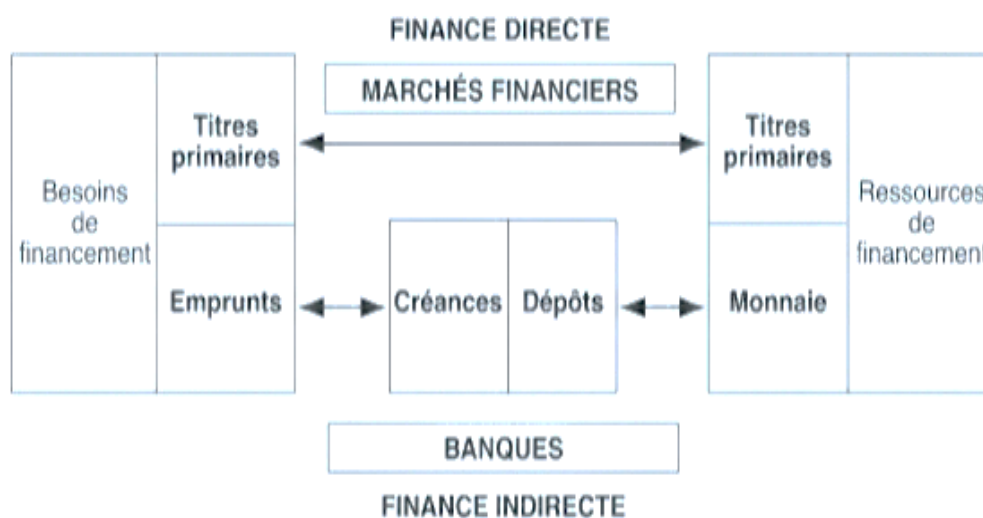 FINANCE DIRECTE
MARCHÉS FINANCIERS
Titres
primaires
Titres
primaires
Besoins
de
financement
Ressources
de
financement
Emprunts
Créances
Dépôts
Monnaie
BANQUES
FINANCE INDIRECTE